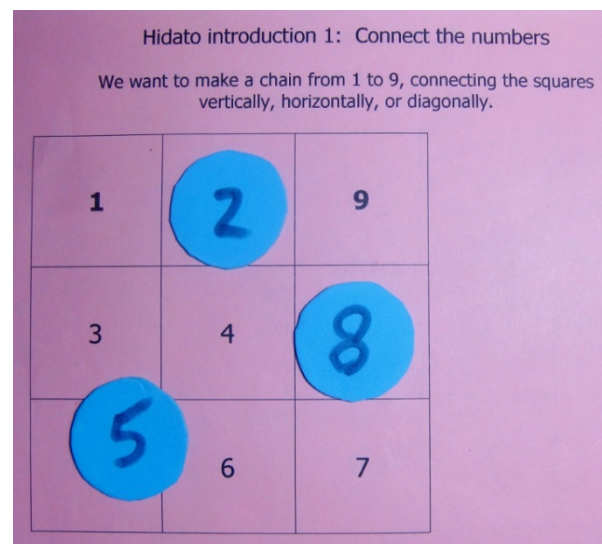 Hidato introduction 1: Connect the numbers
We want to make a chain from 1 to 9, connecting the squares
vertically, horizontally, or diagonally.
1 2 9
3 4 8
5 6 7